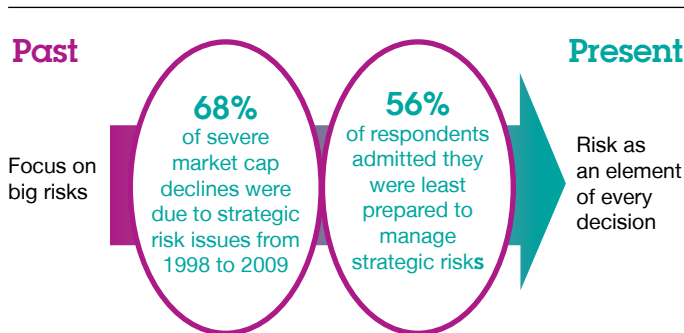 Past
Present
Focus on
big risks
68%
of severe
market cap
declines were
due to strategic
risk issues from
1998 to 2009
56%
of respondents
admitted they
were least
prepared to
manage
strategic risks
Risk as
an element
of every
decision